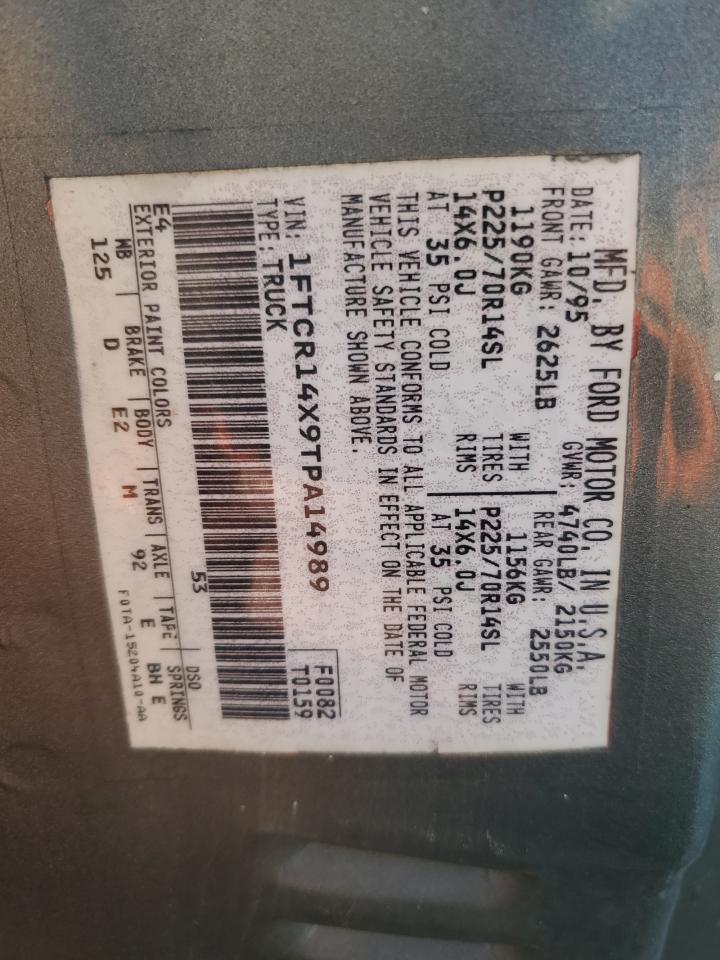 MFD. BY FORD MOTOR CO. IN U.S.A.
DATE: 10/95 GVWR: 4740LB/ 2150KG
FRONT GAWR: 2625LB REAR GAWR: 2550LB
1190KG WITH 1156KG WITH
P225/70R14SL TIRES P225/70R14SL TIRES
14X6.0J RIMS 14X6.0J RIMS
AT 35 PSI COLD AT 35 PSI COLD
THIS VEHICLE CONFORMS TO ALL APPLICABLE FEDERAL MOTOR
VEHICLE SAFETY STANDARDS IN EFFECT ON THE DATE OF
MANUFACTURE SHOWN ABOVE.
F0082
VIN: 1FTCR14X9TPA14989 T0159
TYPE: TRUCK
53 DSO
E4
EXTERIOR PAINT COLORS
WB BRAKE BODY TRANS AXLE TAPE SPRINGS
125 D E2 M 92 E BH E
F0TA-15204A10-AA